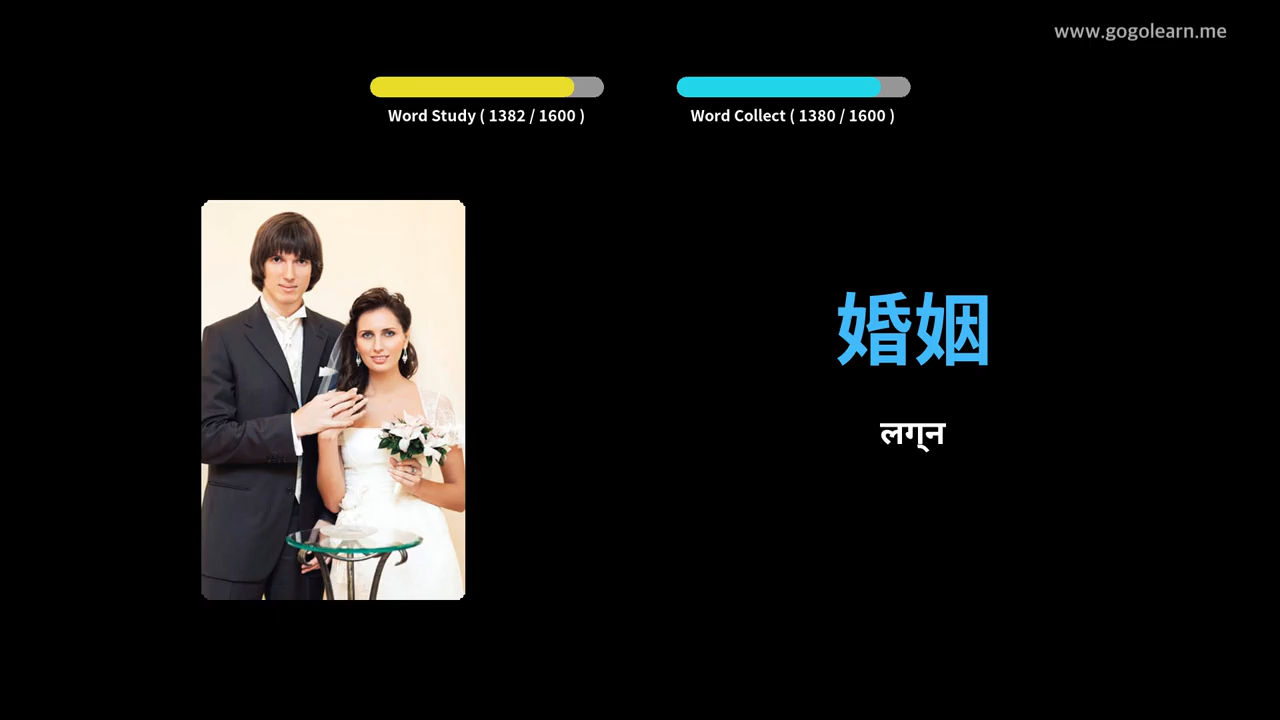 www.gogolearn.me
Word Study ( 1382 / 1600 )
Word Collect ( 1380 / 1600 )
婚姻
लग्न